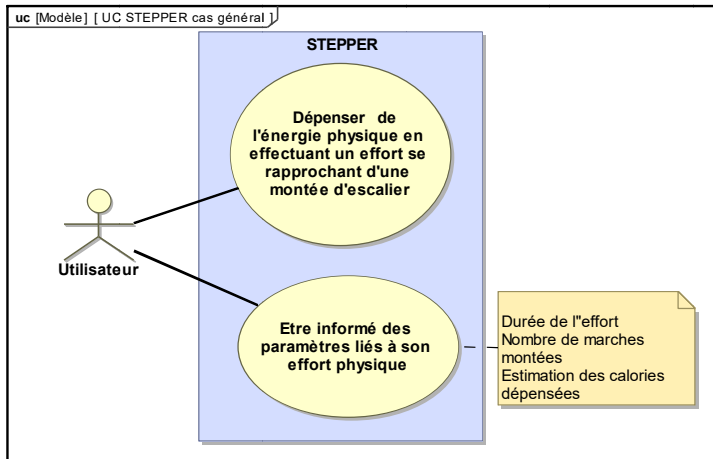 uc [Modèle] [ UC STEPPER cas général ]
STEPPER
Dépenser de
l'énergie physique en
effectuant un effort se
rapprochant d'une
montée d'escalier
Utilisateur
Etre informé des
paramètres liés à son
effort physique
Durée de l"effort
Nombre de marches
montées
Estimation des calories
dépensées